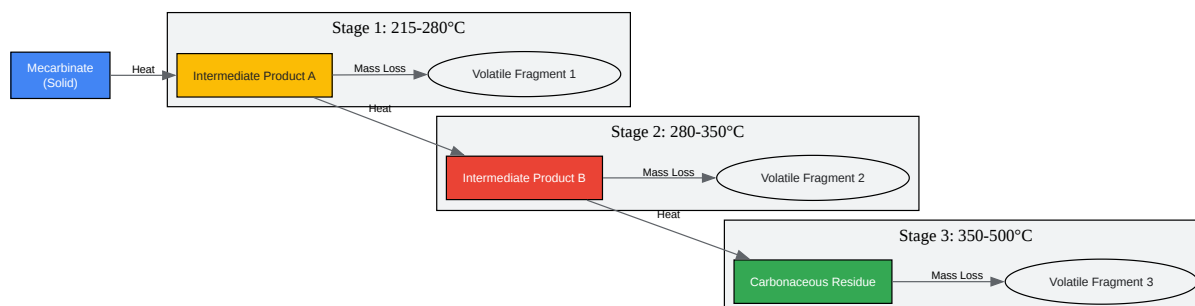 Stage 1: 215-280°C
Mecarbinate
(Solid)
Heat
Intermediate Product A
Mass Loss
Volatile Fragment 1
Heat
Stage 2: 280-350°C
Intermediate Product B
Mass Loss
Volatile Fragment 2
Heat
Stage 3: 350-500°C
Carbonaceous Residue
Mass Loss
Volatile Fragment 3